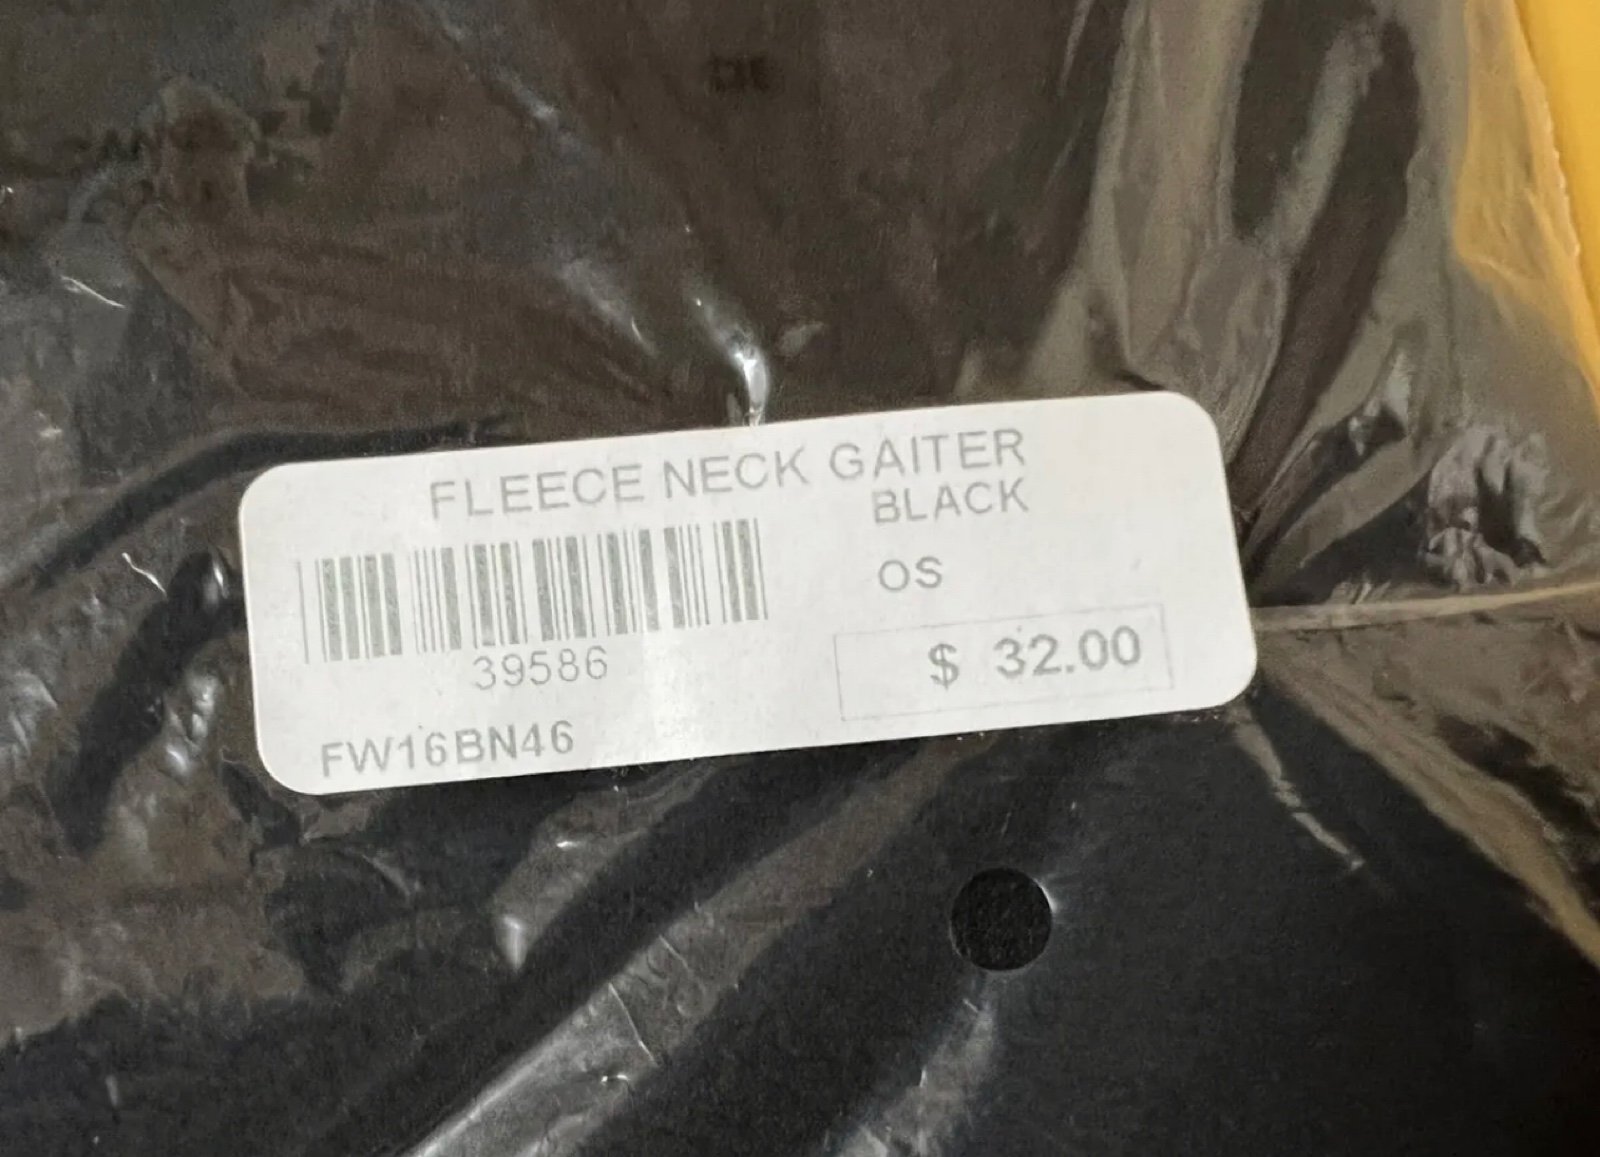 FLEECE NECK GAITER
BLACK
OS
39586
$ 32.00
FW16BN46